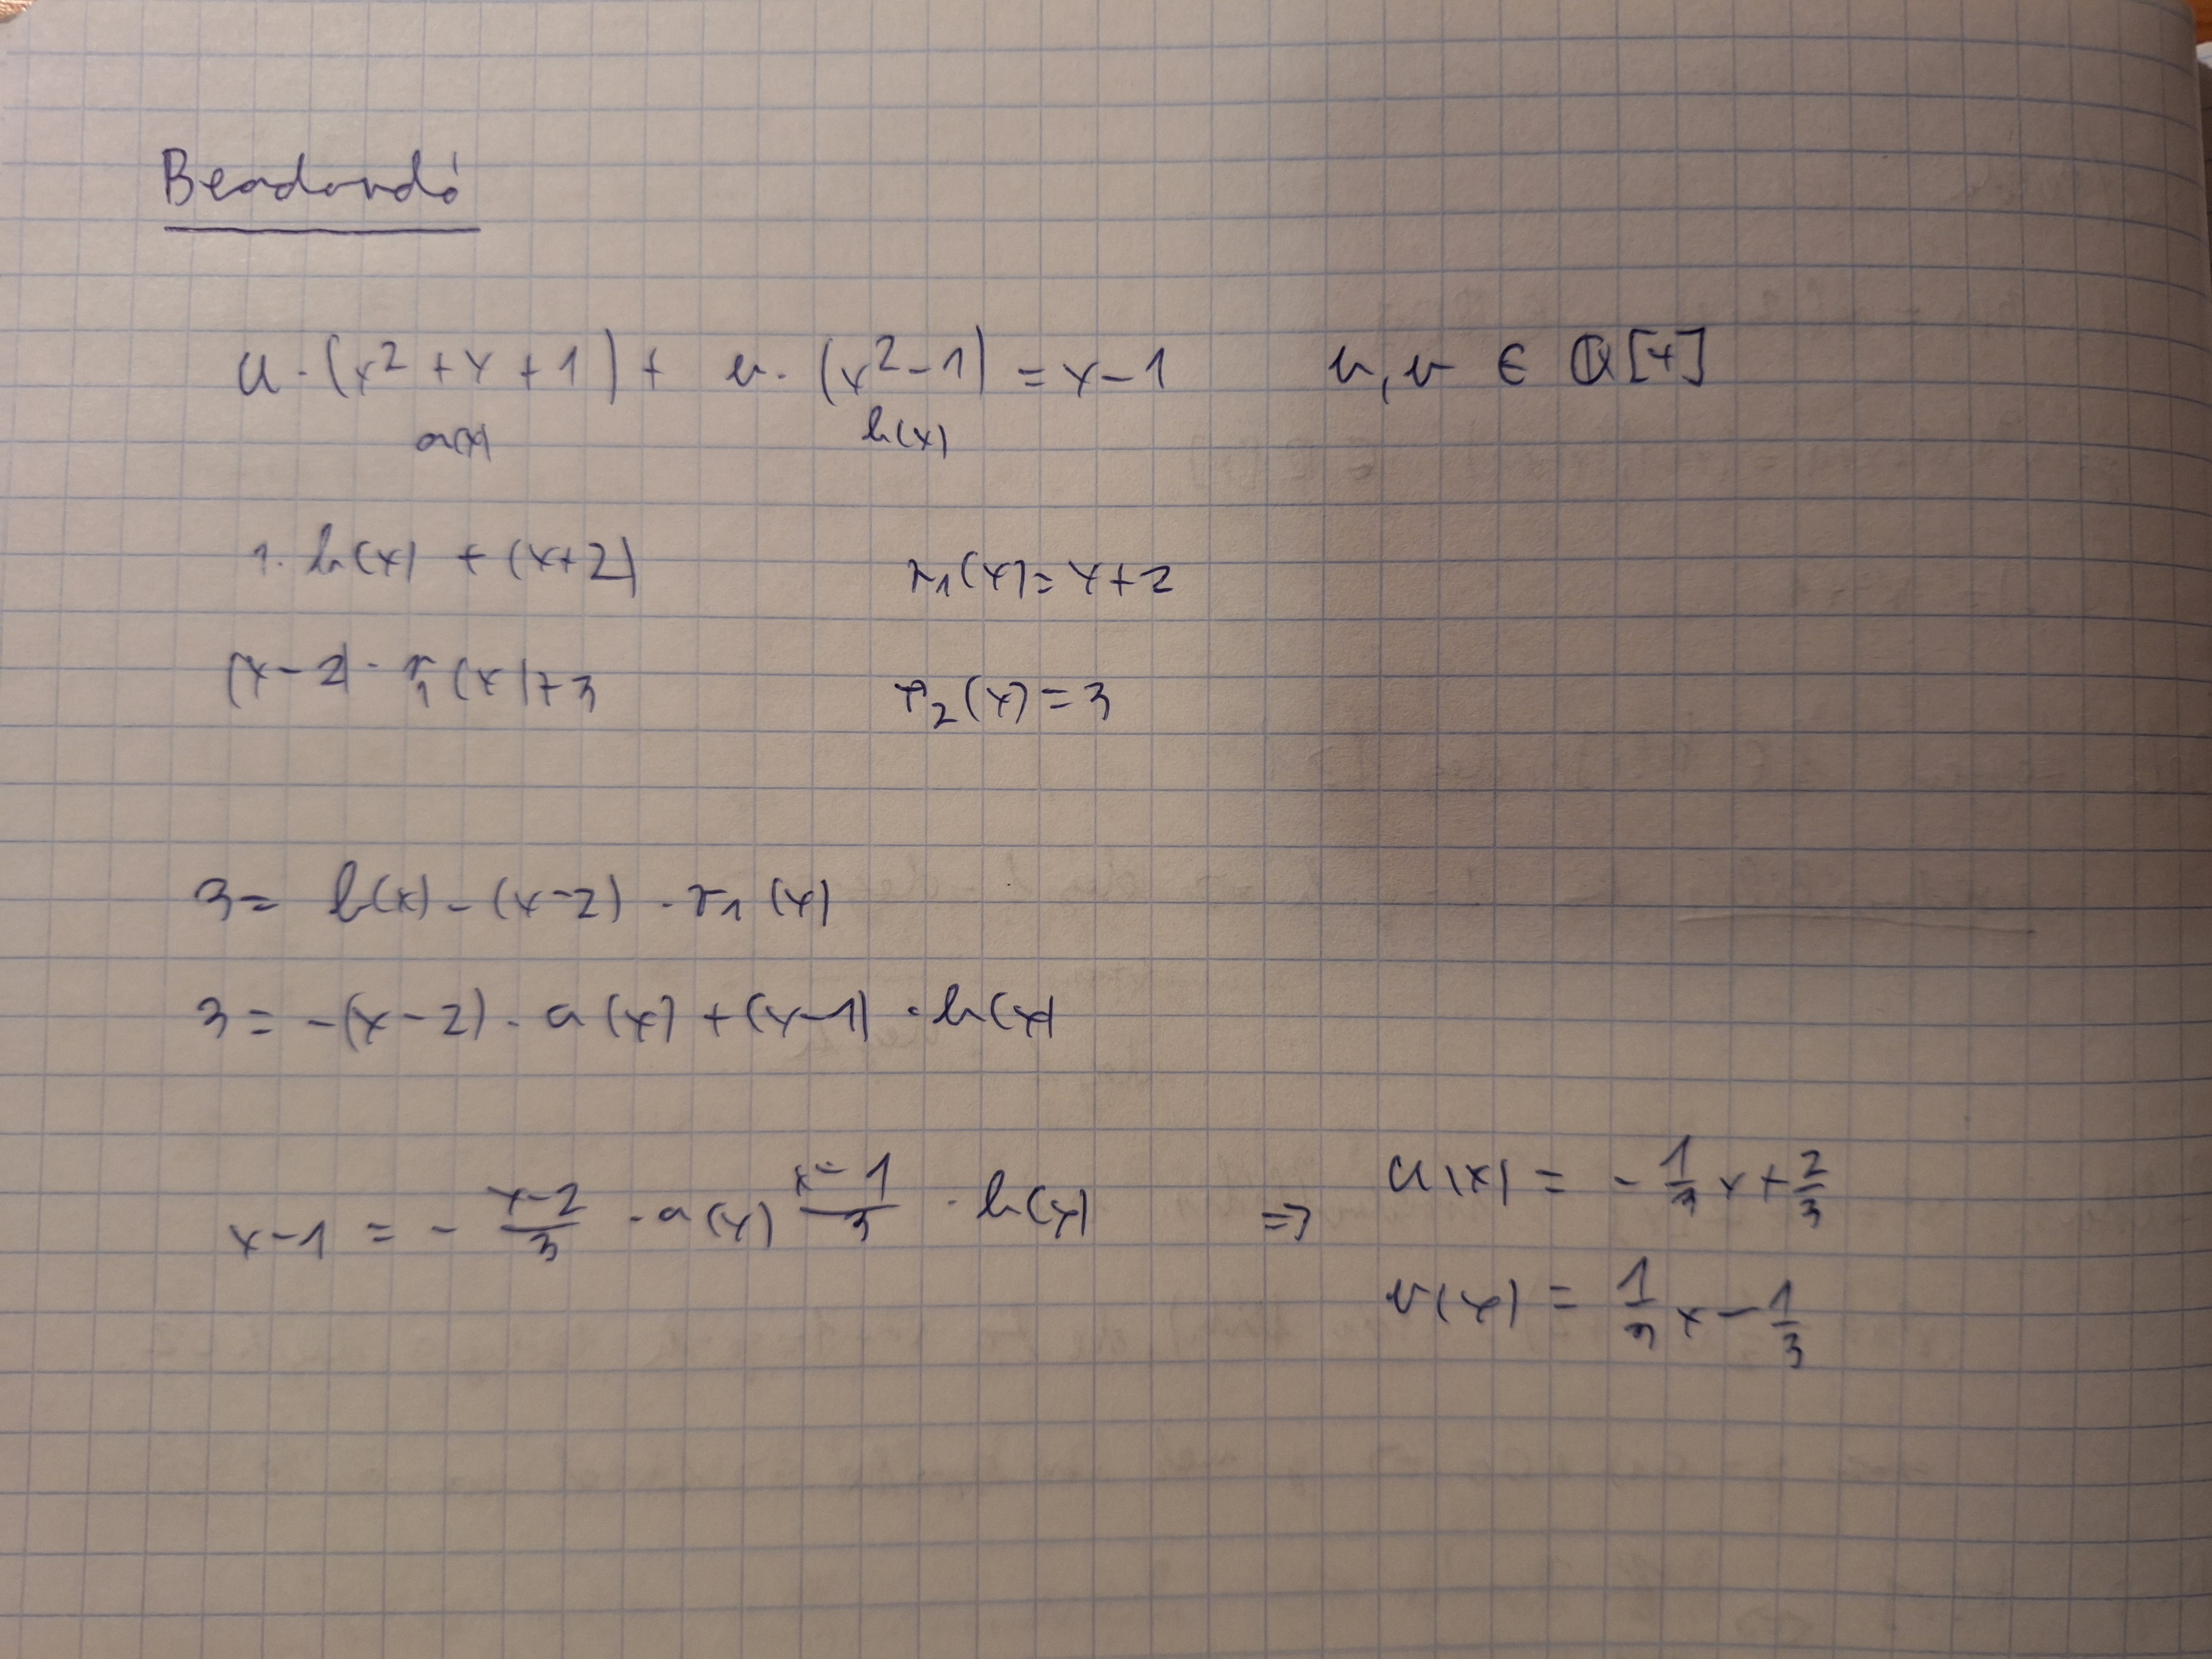 Beadandó
u·(x²+x+1)+ v·(x²-1)=x-1 u,v ∈ ℚ[x]
a(x) b(x)
1·b(x) + (x+2) r₁(x)=x+2
(x-2)·r₁(x)+3 r₂(x)=3
3= b(x)-(x-2)·r₁(x)
3=-(x-2)·a(x)+(x-1)·b(x)
x-1 = - (x-2)/3 ·a(x) (x-1)/3 · b(x) ⇒ u(x) = - 1/3 x + 2/3
v(x) = 1/3 x - 1/3